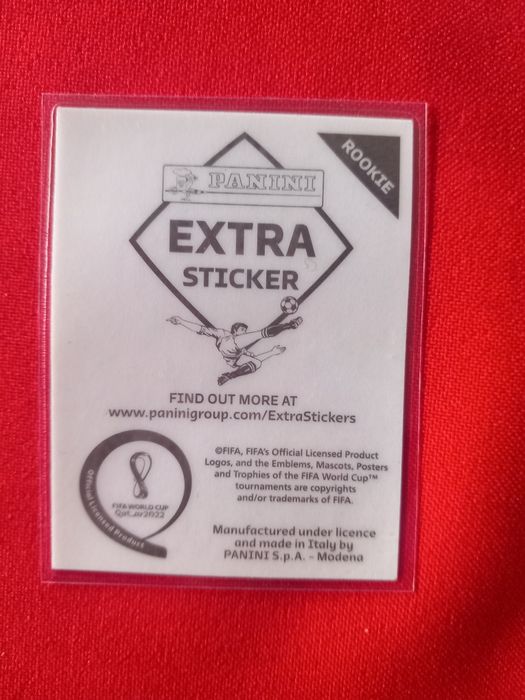 ROOKIE
PANINI
EXTRA
STICKER
FIND OUT MORE AT
www.paninigroup.com/ExtraStickers
©FIFA, FIFA's Official Licensed Product
Logos, and the Emblems, Mascots, Posters
and Trophies of the FIFA World Cup™
tournaments are copyrights
and/or trademarks of FIFA.
FIFA WORLD CUP
Qatar2022
Official Licensed Product
Manufactured under licence
and made in Italy by
PANINI S.p.A. - Modena